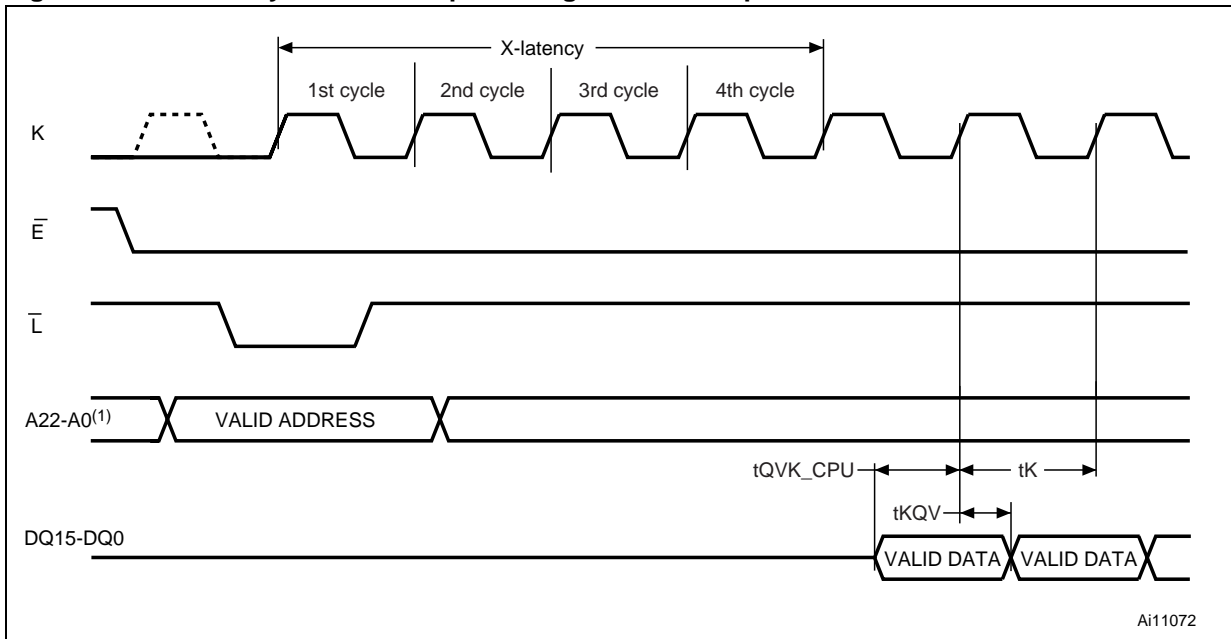 X-latency
1st cycle 2nd cycle 3rd cycle 4th cycle
K
E̅
L̅
A22-A0(1) VALID ADDRESS
tQVK_CPU tK
tKQV
DQ15-DQ0 VALID DATA VALID DATA
Ai11072